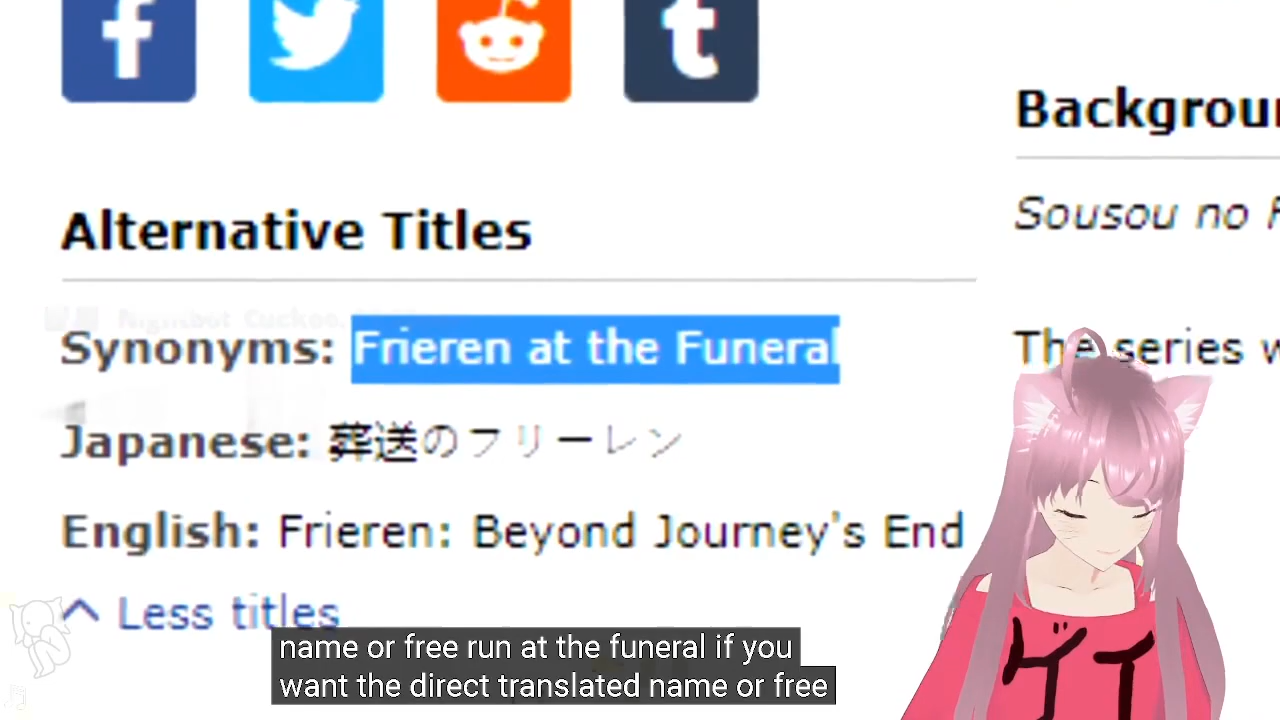 Backgroun
Alternative Titles
Sousou no F
Synonyms: Frieren at the Funeral
The series w
Japanese: 葬送のフリーレン
English: Frieren: Beyond Journey's End
Less titles
name or free run at the funeral if you
want the direct translated name or free
ゲイ